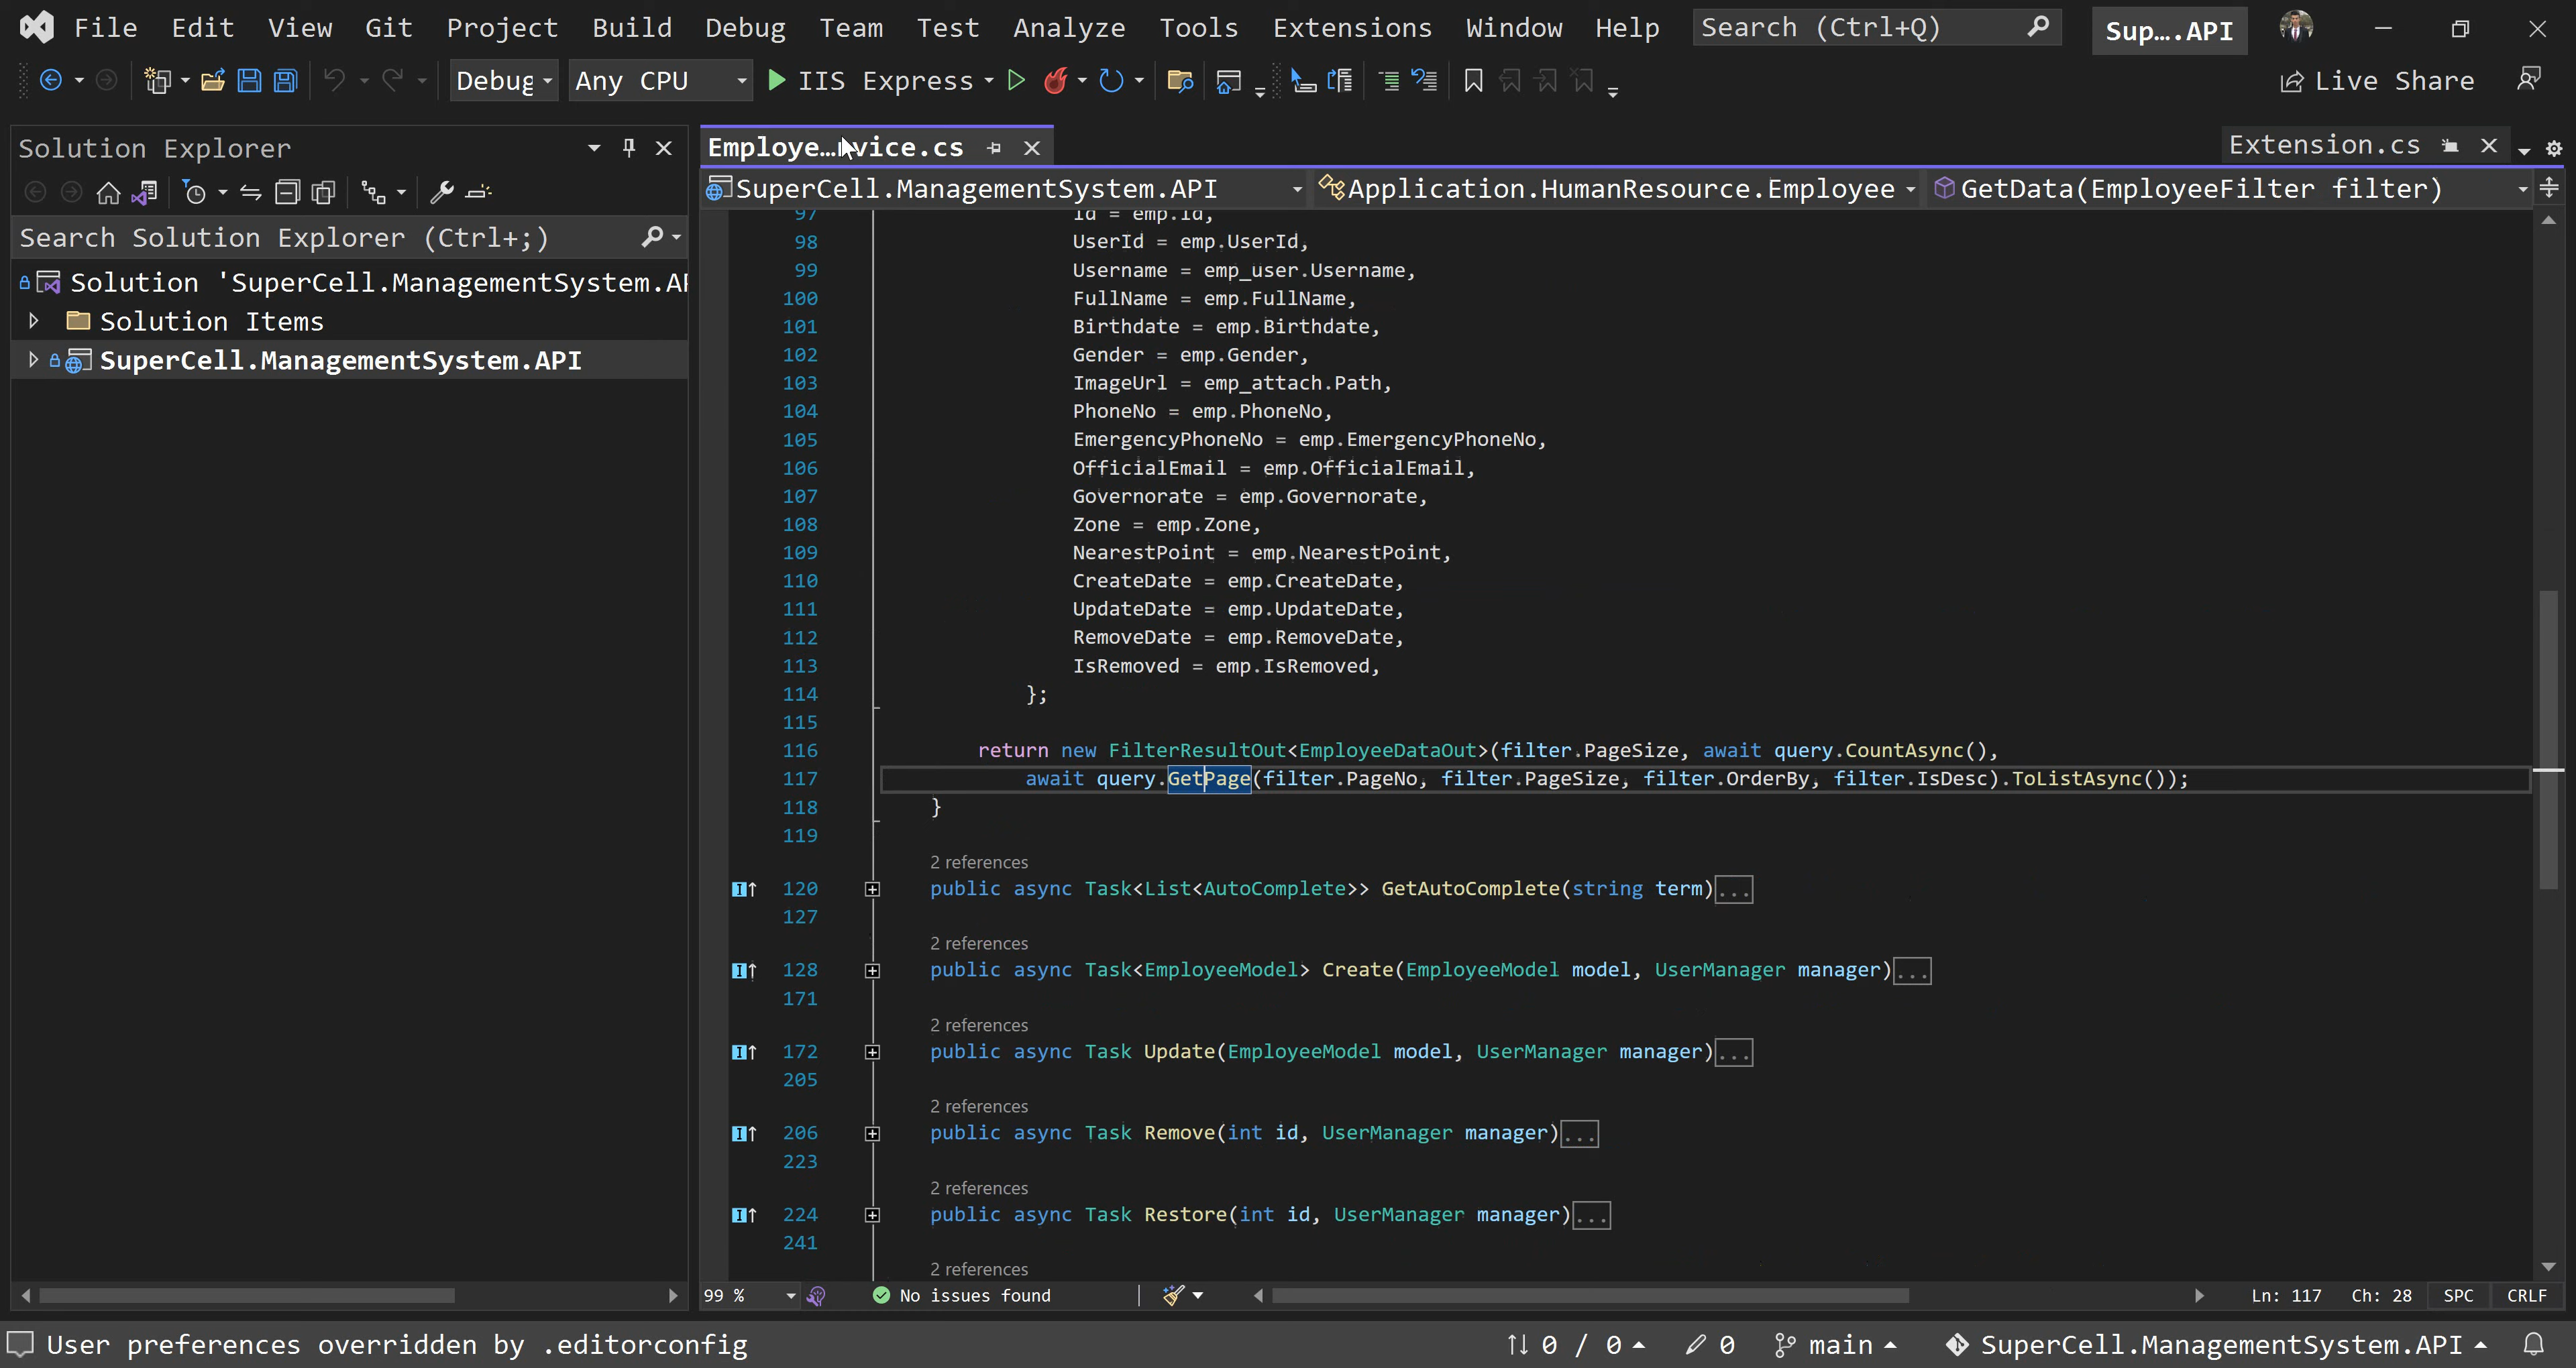 File Edit View Git Project Build Debug Team Test Analyze Tools Extensions Window Help Search (Ctrl+Q) Sup....API
Debug Any CPU IIS Express Live Share
Solution Explorer
Search Solution Explorer (Ctrl+;)
Solution 'SuperCell.ManagementSystem.AP
Solution Items
SuperCell.ManagementSystem.API
Employe...rvice.cs Extension.cs
SuperCell.ManagementSystem.API Application.HumanResource.Employee GetData(EmployeeFilter filter)
97 Id = emp.Id,
98 UserId = emp.UserId,
99 Username = emp_user.Username,
100 FullName = emp.FullName,
101 Birthdate = emp.Birthdate,
102 Gender = emp.Gender,
103 ImageUrl = emp_attach.Path,
104 PhoneNo = emp.PhoneNo,
105 EmergencyPhoneNo = emp.EmergencyPhoneNo,
106 OfficialEmail = emp.OfficialEmail,
107 Governorate = emp.Governorate,
108 Zone = emp.Zone,
109 NearestPoint = emp.NearestPoint,
110 CreateDate = emp.CreateDate,
111 UpdateDate = emp.UpdateDate,
112 RemoveDate = emp.RemoveDate,
113 IsRemoved = emp.IsRemoved,
114 };
115
116 return new FilterResultOut<EmployeeDataOut>(filter.PageSize, await query.CountAsync(),
117 await query.GetPage(filter.PageNo, filter.PageSize, filter.OrderBy, filter.IsDesc).ToListAsync());
118 }
119
2 references
120 public async Task<List<AutoComplete>> GetAutoComplete(string term)...
127
2 references
128 public async Task<EmployeeModel> Create(EmployeeModel model, UserManager manager)...
171
2 references
172 public async Task Update(EmployeeModel model, UserManager manager)...
205
2 references
206 public async Task Remove(int id, UserManager manager)...
223
2 references
224 public async Task Restore(int id, UserManager manager)...
241
2 references
99 % No issues found Ln: 117 Ch: 28 SPC CRLF
User preferences overridden by .editorconfig 0 / 0 0 main SuperCell.ManagementSystem.API